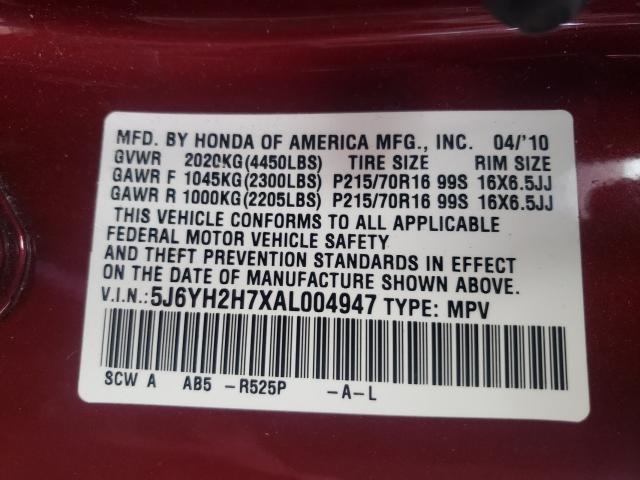 MFD. BY HONDA OF AMERICA MFG., INC. 04/'10
GVWR 2020KG(4450LBS) TIRE SIZE RIM SIZE
GAWR F 1045KG(2300LBS) P215/70R16 99S 16X6.5JJ
GAWR R 1000KG(2205LBS) P215/70R16 99S 16X6.5JJ
THIS VEHICLE CONFORMS TO ALL APPLICABLE
FEDERAL MOTOR VEHICLE SAFETY
AND THEFT PREVENTION STANDARDS IN EFFECT
ON THE DATE OF MANUFACTURE SHOWN ABOVE.
V.I.N.:5J6YH2H7XAL004947 TYPE: MPV
SCW A AB5 -R525P -A-L